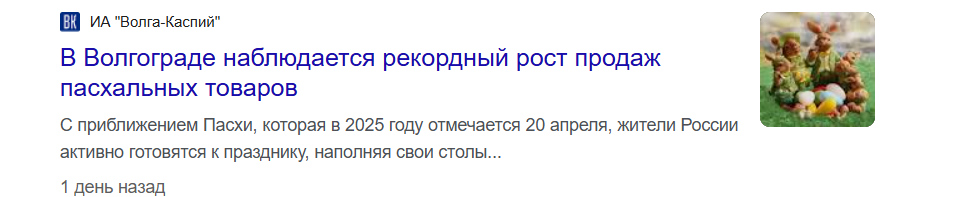 ВК ИА "Волга-Каспий"
В Волгограде наблюдается рекордный рост продаж
пасхальных товаров
С приближением Пасхи, которая в 2025 году отмечается 20 апреля, жители России
активно готовятся к празднику, наполняя свои столы...
1 день назад